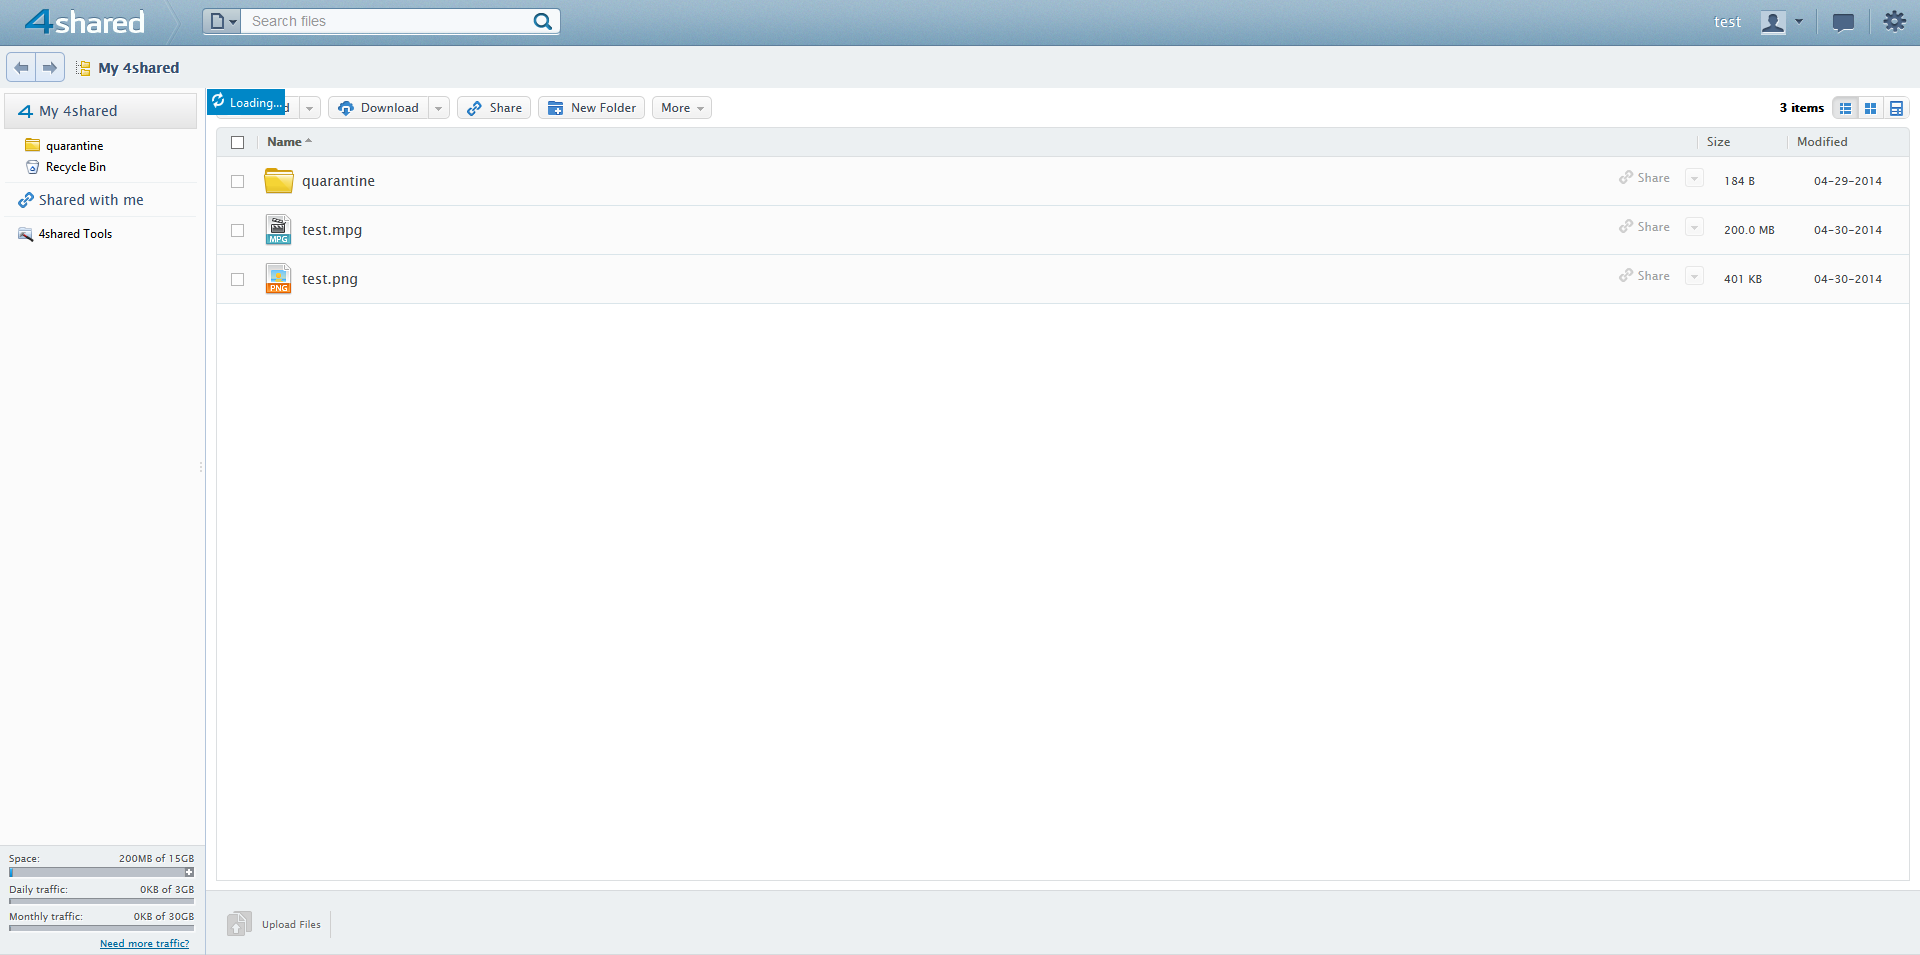 4shared
Search files
test
My 4shared
My 4shared
quarantine
Recycle Bin
Shared with me
4shared Tools
Loading...
d
Download
Share
New Folder
More
3 items
Name
Size
Modified
quarantine
Share
184 B
04-29-2014
MPG
test.mpg
Share
200.0 MB
04-30-2014
PNG
test.png
Share
401 KB
04-30-2014
Space:
200MB of 15GB
Daily traffic:
0KB of 3GB
Monthly traffic:
0KB of 30GB
Need more traffic?
Upload Files